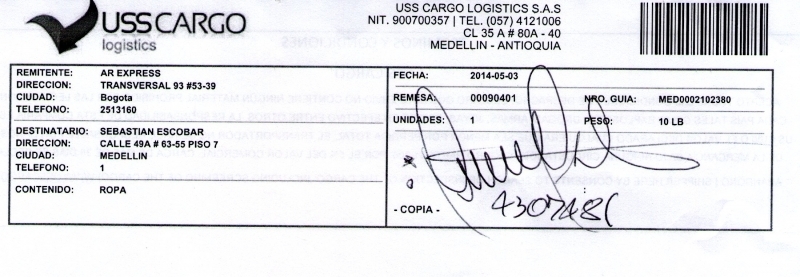 USS CARGO
logistics
USS CARGO LOGISTICS S.A.S
NIT. 900700357 | TEL. (057) 4121006
CL 35 A # 80A - 40
MEDELLIN - ANTIOQUIA
REMITENTE: AR EXPRESS
DIRECCION: TRANSVERSAL 93 #53-39
CIUDAD: Bogota
TELEFONO: 2513160
DESTINATARIO: SEBASTIAN ESCOBAR
DIRECCION: CALLE 49A # 63-55 PISO 7
CIUDAD: MEDELLIN
TELEFONO: 1
CONTENIDO: ROPA
FECHA: 2014-05-03
REMESA: 00090401 NRO. GUIA: MED0002102380
UNIDADES: 1 PESO: 10 LB
- COPIA -